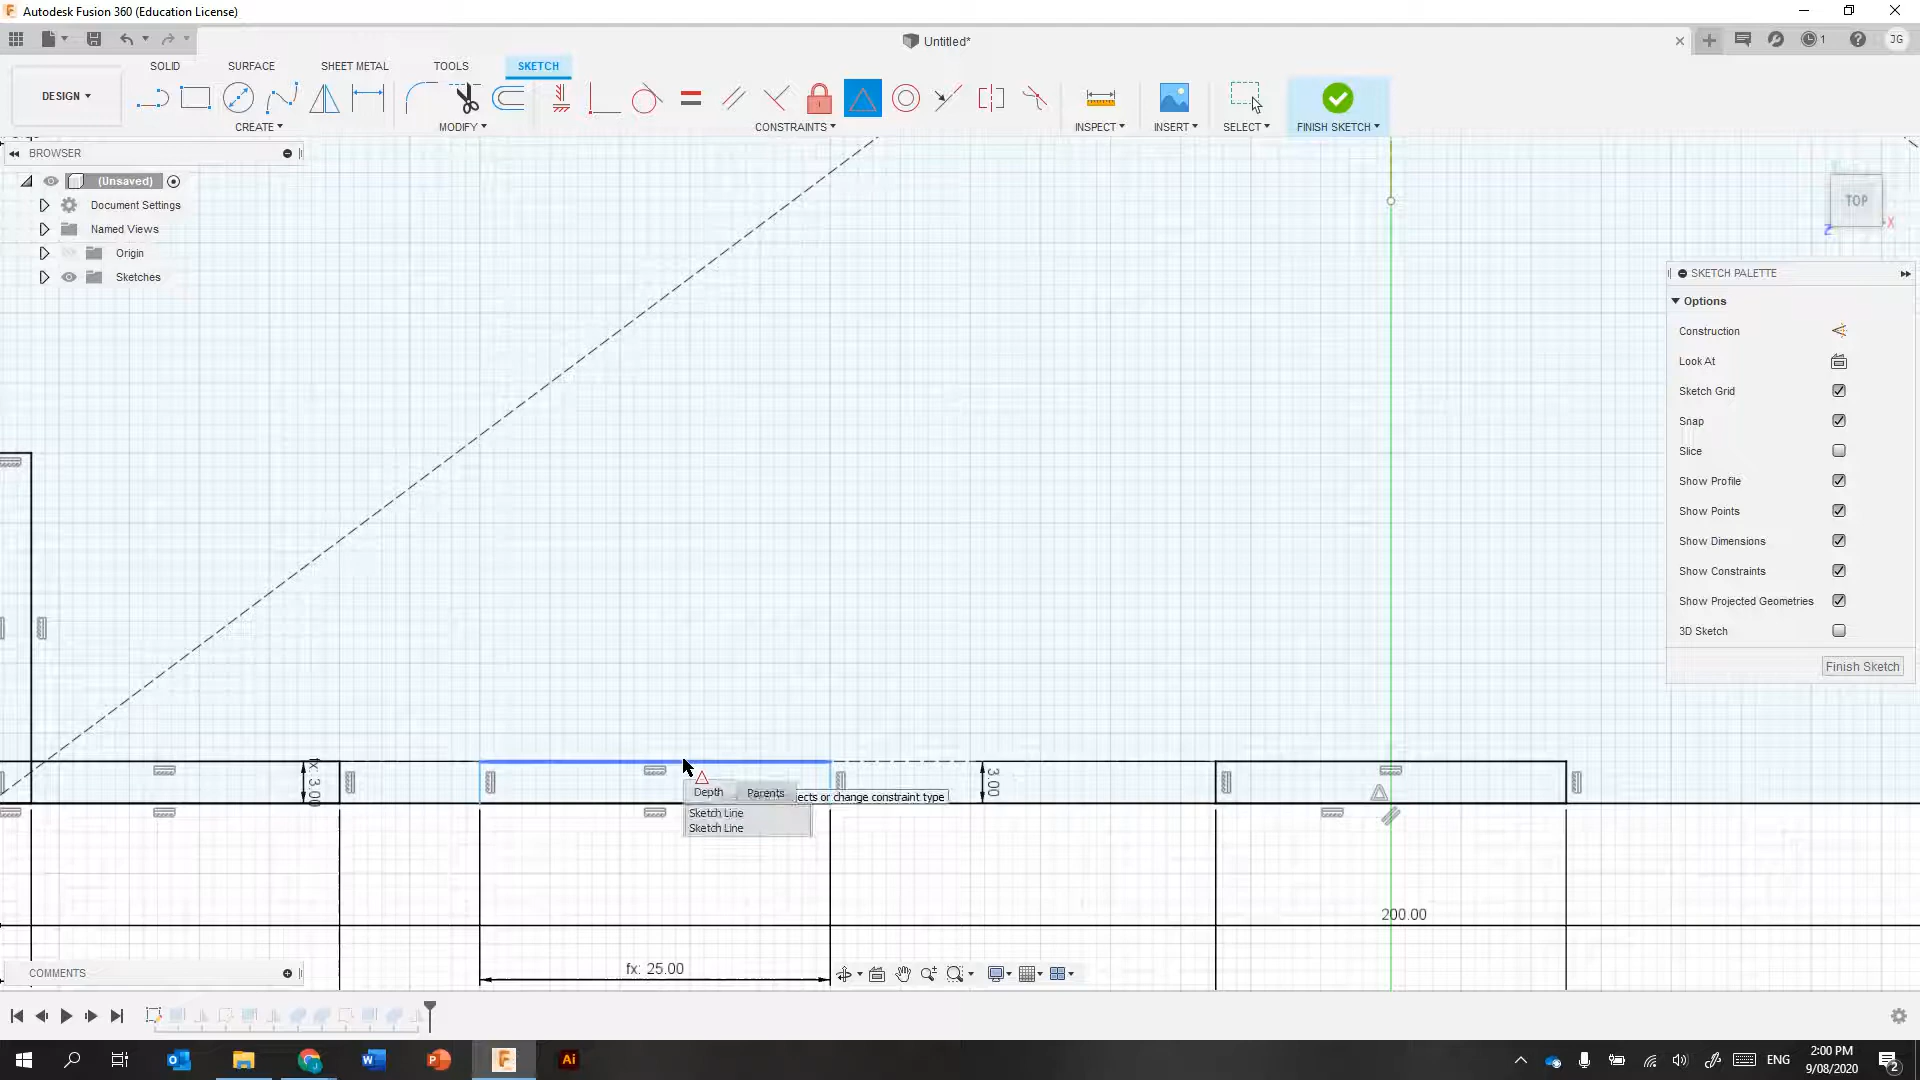 Autodesk Fusion 360 (Education License)
Untitled*
1
JG
DESIGN
SOLID
SURFACE
SHEET METAL
TOOLS
SKETCH
CREATE
MODIFY
CONSTRAINTS
INSPECT
INSERT
SELECT
FINISH SKETCH
BROWSER
(Unsaved)
Document Settings
Named Views
Origin
Sketches
TOP
X
Z
SKETCH PALETTE
Options
Construction
Look At
Sketch Grid
Snap
Slice
Show Profile
Show Points
Show Dimensions
Show Constraints
Show Projected Geometries
3D Sketch
Finish Sketch
fx: 3.00
3.00
Depth
Parents
ects or change constraint type
Sketch Line
Sketch Line
200.00
fx: 25.00
COMMENTS
ENG
2:00 PM
9/08/2020
2